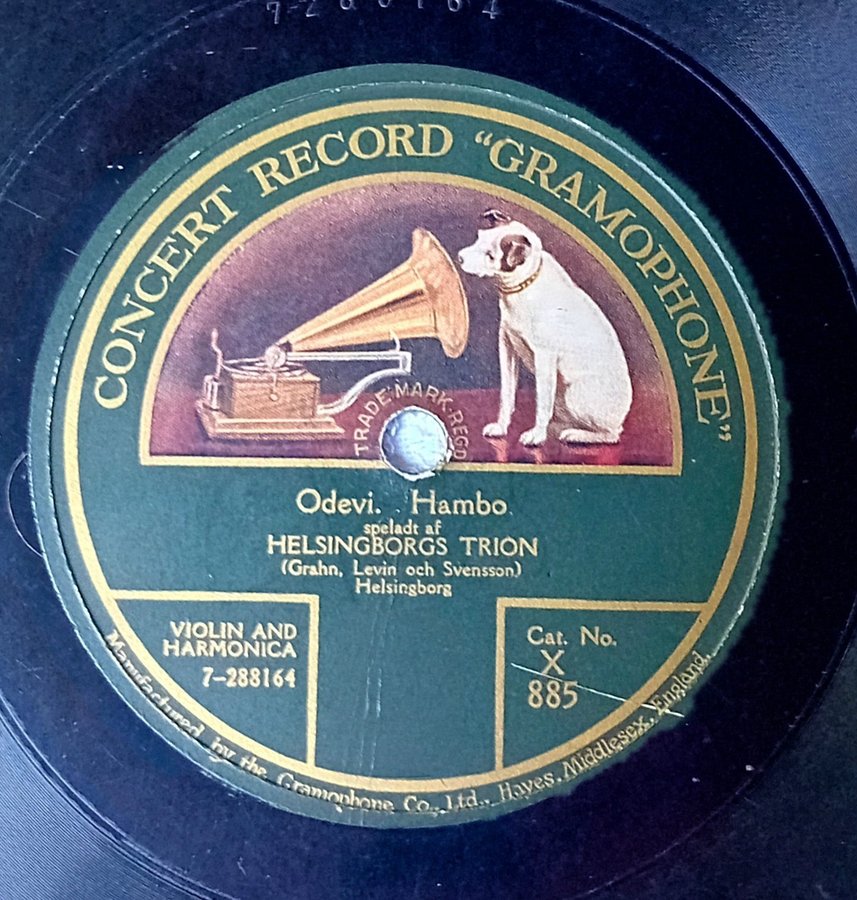 7-288164
CONCERT RECORD “GRAMOPHONE”
TRADE·MARK·REGD
Odevi. Hambo
speladt af
HELSINGBORGS TRION
(Grahn, Levin och Svensson)
Helsingborg
VIOLIN AND
HARMONICA
7–288164
Cat. No.
X
885
Manufactured by the Gramophone Co., Ltd., Hayes, Middlesex, England.